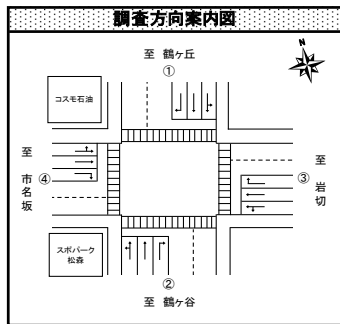 調査方向案内図
至 鶴ヶ丘
①
N
コスモ石油
至 市名坂
④
至 岩切
③
スポパーク
松森
②
至 鶴ヶ谷